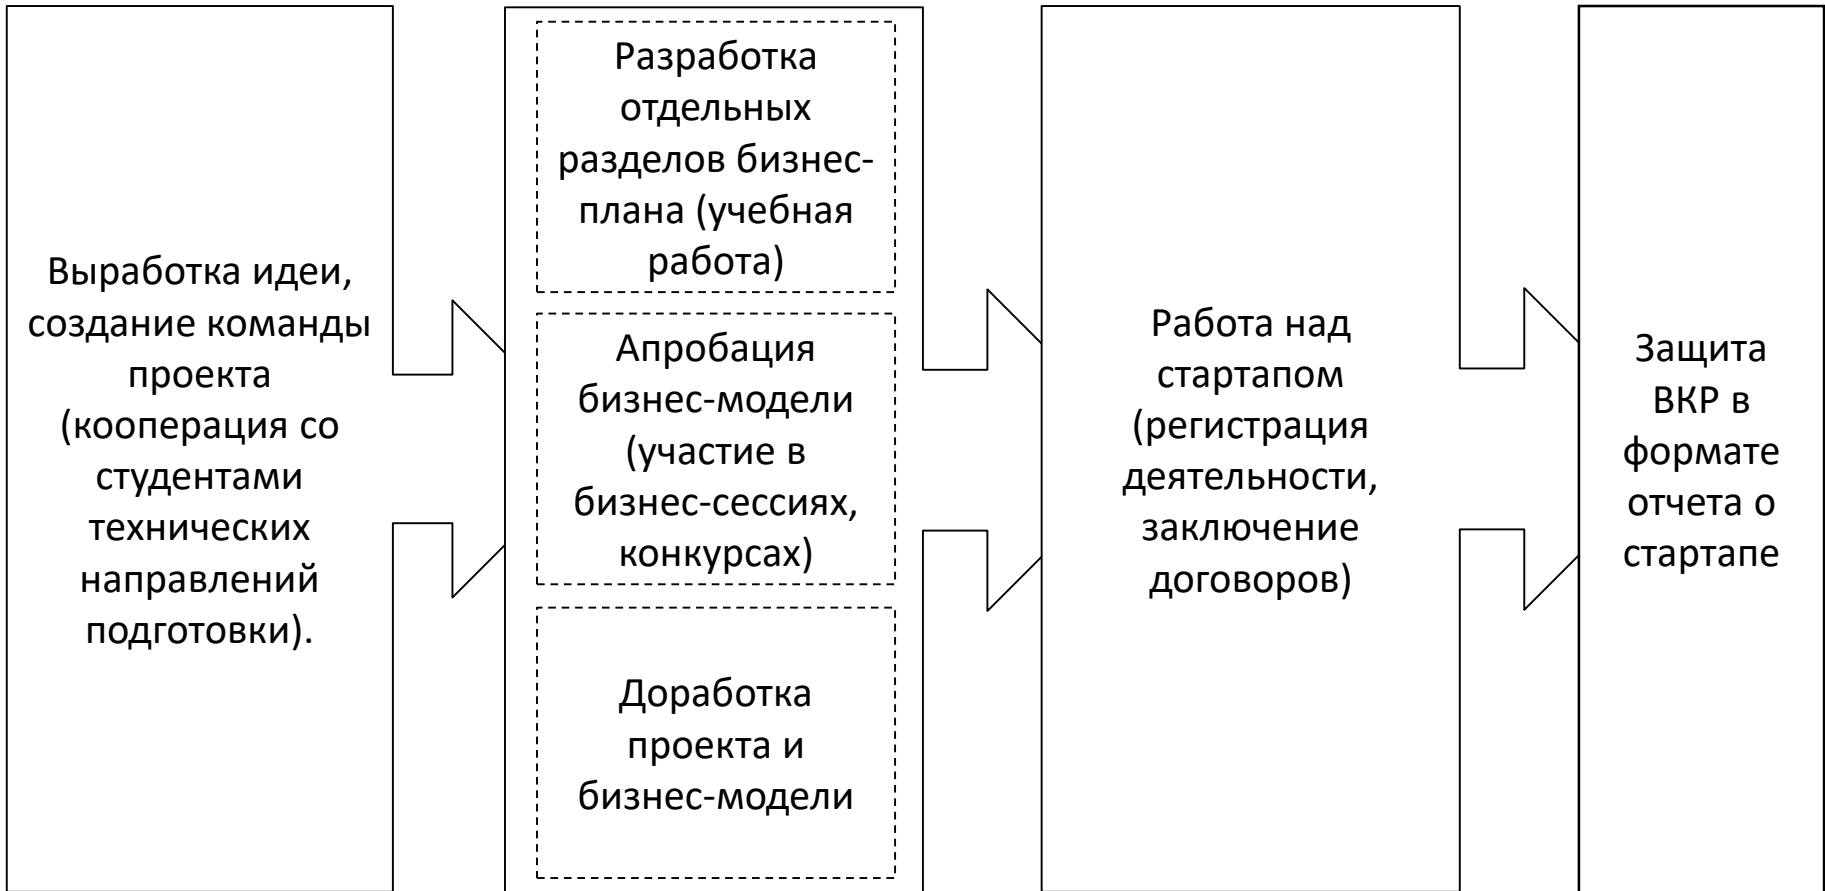 Выработка идеи,
создание команды
проекта
(кооперация со
студентами
технических
направлений
подготовки).
Разработка
отдельных
разделов бизнес-
плана (учебная
работа)
Апробация
бизнес-модели
(участие в
бизнес-сессиях,
конкурсах)
Доработка
проекта и
бизнес-модели
Работа над
стартапом
(регистрация
деятельности,
заключение
договоров)
Защита
ВКР в
формате
отчета о
стартапе